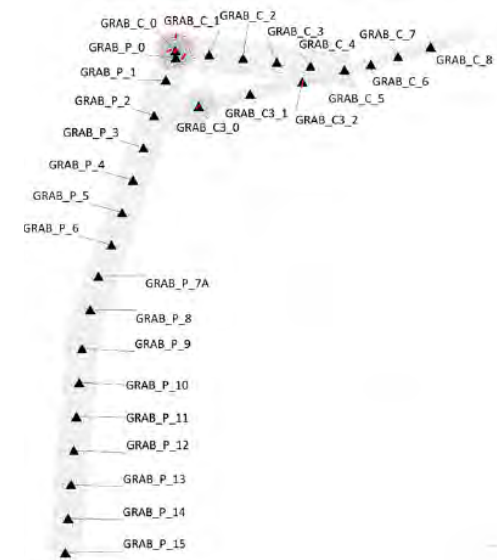 GRAB_C_0
GRAB_C_1
GRAB_C_2
GRAB_C_3
GRAB_C_4
GRAB_C_7
GRAB_C_8
GRAB_P_0
GRAB_P_1
GRAB_C_6
GRAB_C_5
GRAB_P_2
GRAB_C3_1
GRAB_C3_2
GRAB_C3_0
GRAB_P_3
GRAB_P_4
GRAB_P_5
GRAB_P_6
GRAB_P_7A
GRAB_P_8
GRAB_P_9
GRAB_P_10
GRAB_P_11
GRAB_P_12
GRAB_P_13
GRAB_P_14
GRAB_P_15